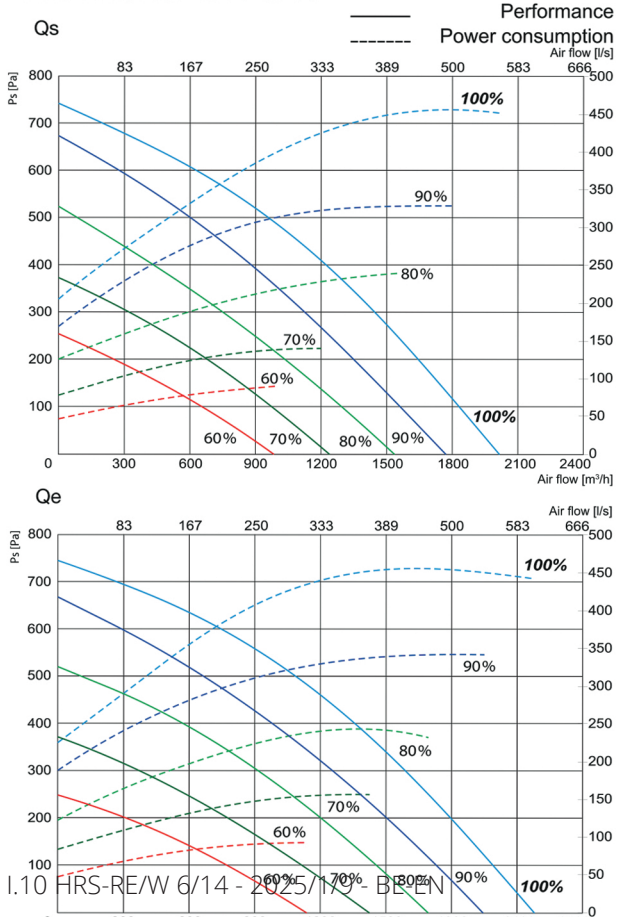 Performance
Qs
Power consumption
Air flow [l/s]
83 167 250 333 389 500 583 666
Ps [Pa]
800 500
700 450
600 400
500 350
400 300
300 250
200 200
100 150
100
50
0
100%
90%
80%
70%
60%
100%
60% 70% 80% 90%
0 300 600 900 1200 1500 1800 2100 2400
Air flow [m³/h]
Qe
Air flow [l/s]
83 167 250 333 389 500 583 666
Ps [Pa]
800 500
700 450
600 400
500 350
400 300
300 250
200 200
100 150
100
50
0
100%
90%
80%
70%
60%
60% 70% 80% 90% 100%
I.10 HRS-RE/W 6/14 - 2025/1/9 - BE-EN